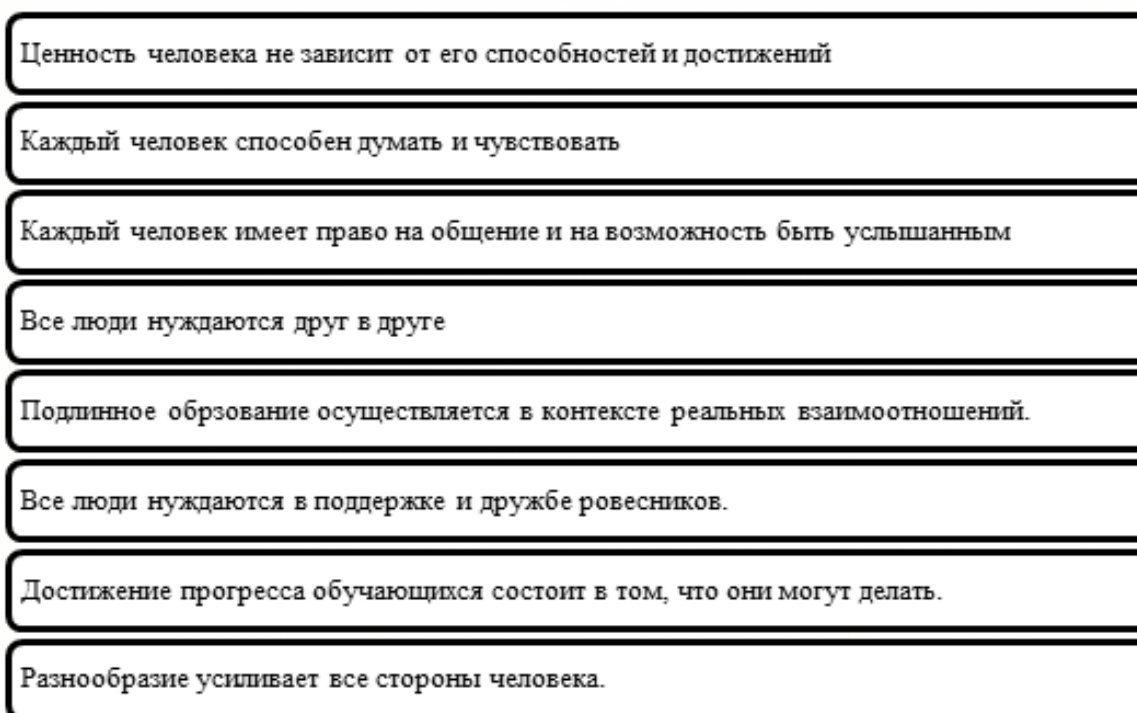 Ценность человека не зависит от его способностей и достижений
Каждый человек способен думать и чувствовать
Каждый человек имеет право на общение и на возможность быть услышанным
Все люди нуждаются друг в друге
Подлинное обрзование осуществляется в контексте реальных взаимоотношений.
Все люди нуждаются в поддержке и дружбе ровесников.
Достижение прогресса обучающихся состоит в том, что они могут делать.
Разнообразие усиливает все стороны человека.